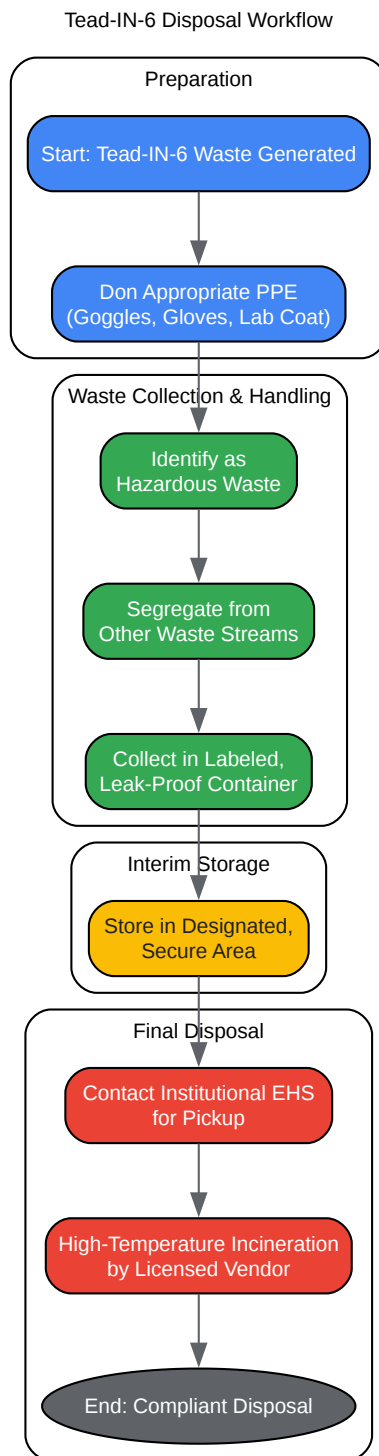 Tead-IN-6 Disposal Workflow
Preparation
Start: Tead-IN-6 Waste Generated
Don Appropriate PPE
(Goggles, Gloves, Lab Coat)
Waste Collection & Handling
Identify as
Hazardous Waste
Segregate from
Other Waste Streams
Collect in Labeled,
Leak-Proof Container
Interim Storage
Store in Designated,
Secure Area
Final Disposal
Contact Institutional EHS
for Pickup
High-Temperature Incineration
by Licensed Vendor
End: Compliant Disposal